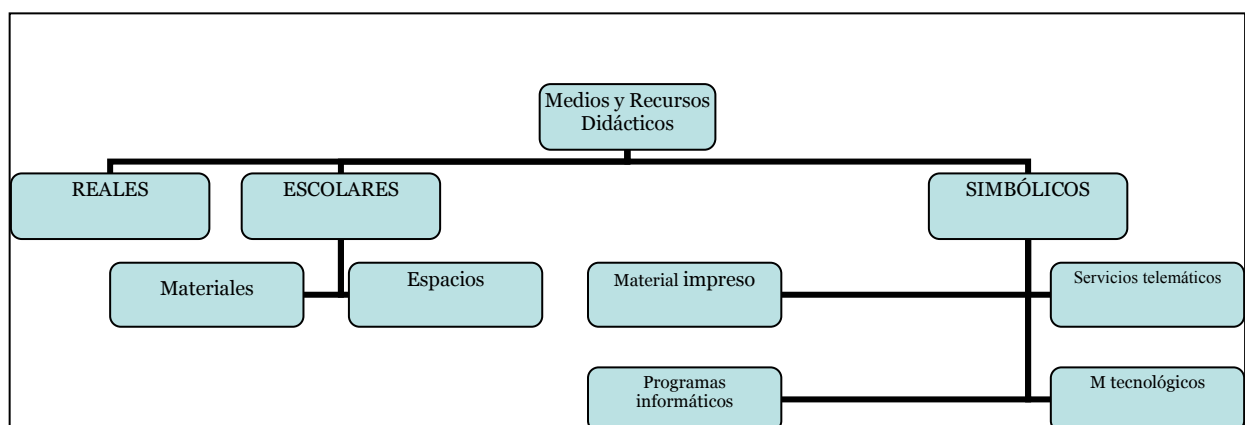 Medios y Recursos
Didácticos
REALES
ESCOLARES
SIMBÓLICOS
Materiales
Espacios
Material impreso
Servicios telemáticos
Programas
informáticos
M tecnológicos